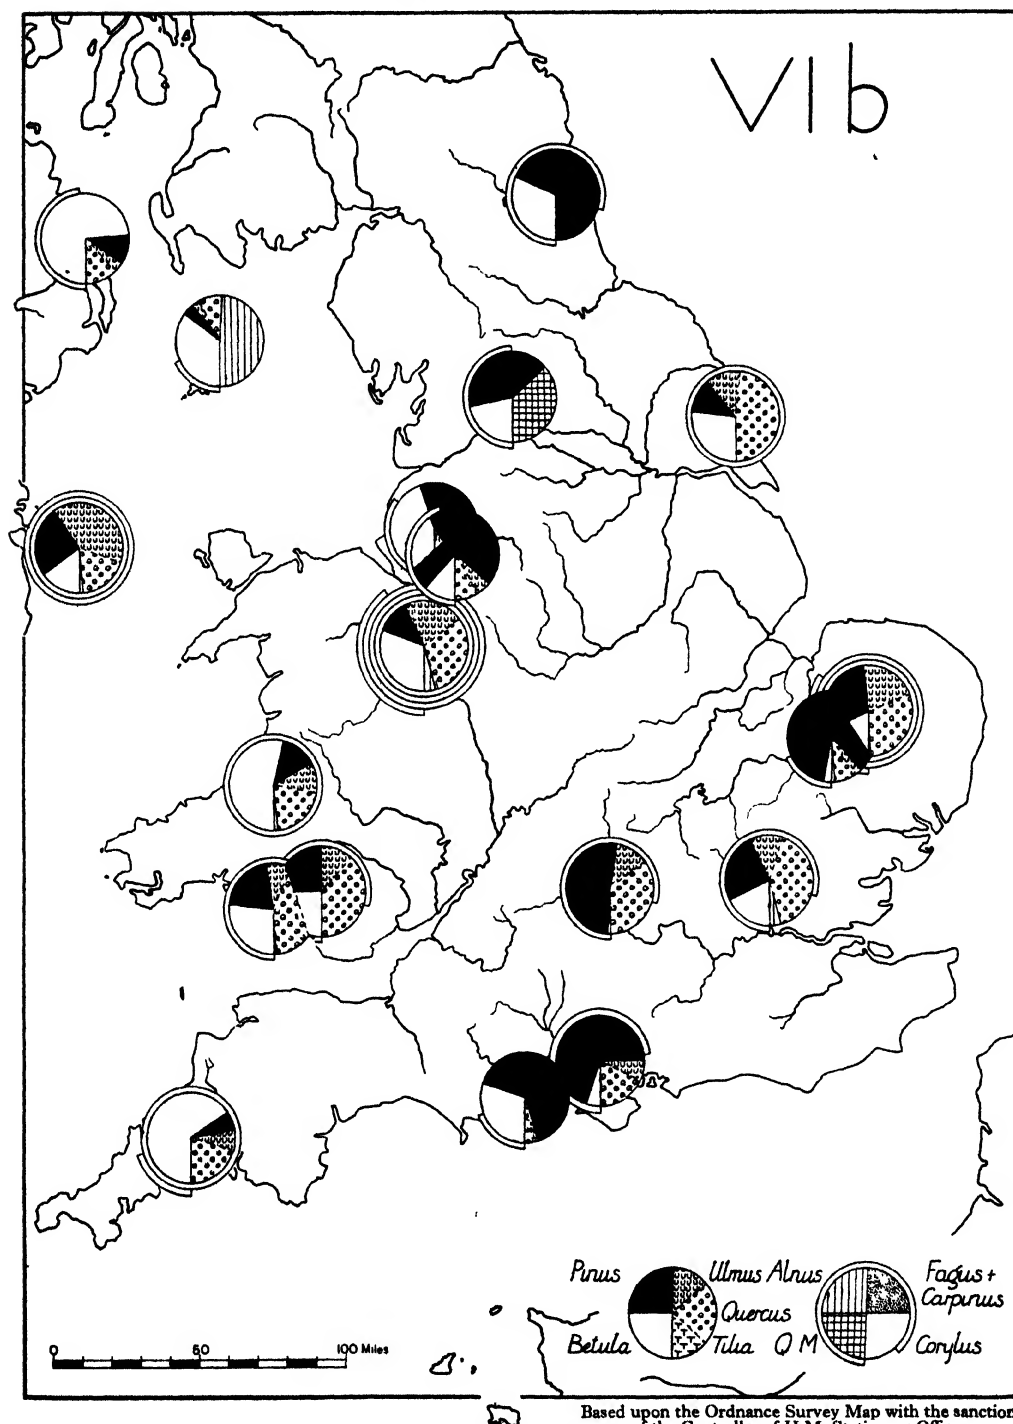 VIb
Pinus Ulmus Alnus Fagus +
Carpinus
Quercus
Betula Tilia QM Corylus
0 50 100 Miles
Based upon the Ordnance Survey Map with the sanction